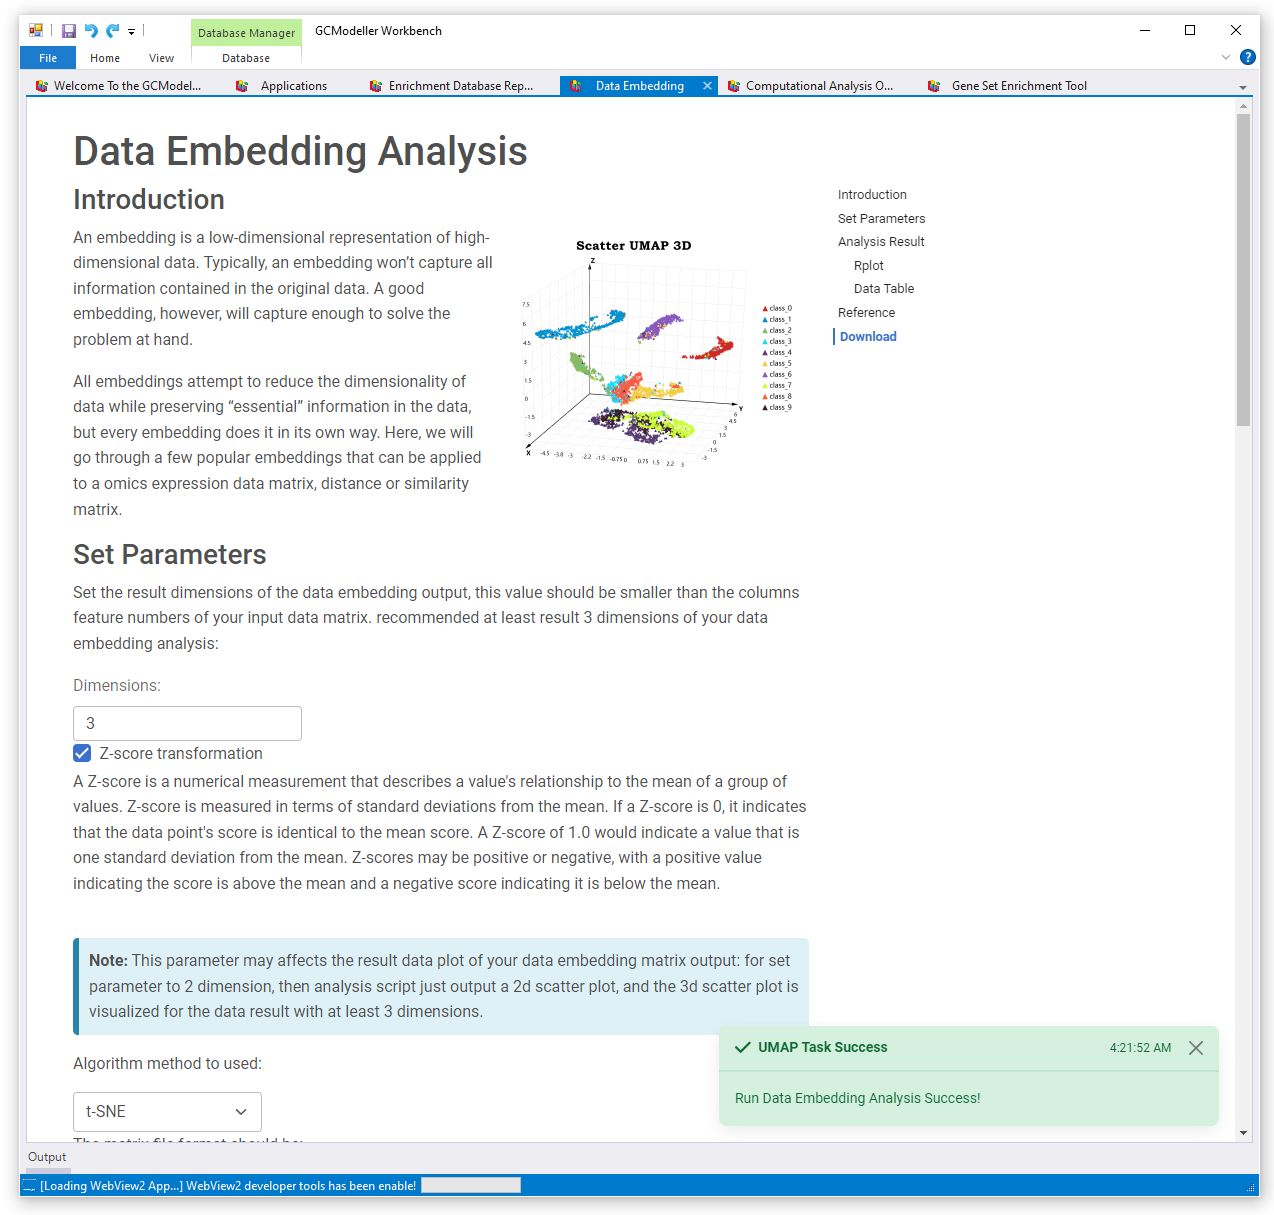 Database Manager
GCModeller Workbench
File
Home
View
Database
Welcome To the GCModel...
Applications
Enrichment Database Rep...
Data Embedding
Computational Analysis O...
Gene Set Enrichment Tool
Data Embedding Analysis
Introduction
An embedding is a low-dimensional representation of high-
dimensional data. Typically, an embedding won’t capture all
information contained in the original data. A good
embedding, however, will capture enough to solve the
problem at hand.
All embeddings attempt to reduce the dimensionality of
data while preserving “essential” information in the data,
but every embedding does it in its own way. Here, we will
go through a few popular embeddings that can be applied
to a omics expression data matrix, distance or similarity
matrix.
Scatter UMAP 3D
Z
7.5
6
4.5
3
1.5
0
-1.5
-3
X
-4.5 -3.8 -3 -2.2 -1.5 -0.75 0 0.75 1.5 2.2 3
Y
6
4.5
3
1.5
0
-1.5
-3
class_0
class_1
class_2
class_3
class_4
class_5
class_6
class_7
class_8
class_9
Introduction
Set Parameters
Analysis Result
Rplot
Data Table
Reference
Download
Set Parameters
Set the result dimensions of the data embedding output, this value should be smaller than the columns
feature numbers of your input data matrix. recommended at least result 3 dimensions of your data
embedding analysis:
Dimensions:
3
Z-score transformation
A Z-score is a numerical measurement that describes a value's relationship to the mean of a group of
values. Z-score is measured in terms of standard deviations from the mean. If a Z-score is 0, it indicates
that the data point's score is identical to the mean score. A Z-score of 1.0 would indicate a value that is
one standard deviation from the mean. Z-scores may be positive or negative, with a positive value
indicating the score is above the mean and a negative score indicating it is below the mean.
Note: This parameter may affects the result data plot of your data embedding matrix output: for set
parameter to 2 dimension, then analysis script just output a 2d scatter plot, and the 3d scatter plot is
visualized for the data result with at least 3 dimensions.
Algorithm method to used:
t-SNE
The matrix file format should be:
UMAP Task Success
4:21:52 AM
Run Data Embedding Analysis Success!
Output
[Loading WebView2 App...] WebView2 developer tools has been enable!